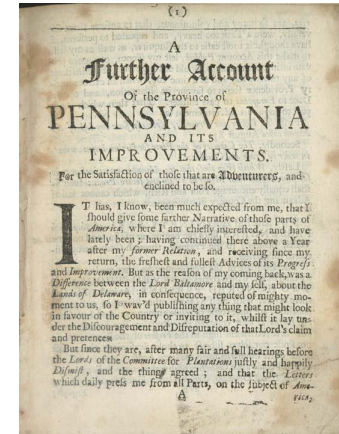 (1)
A
Further Account
Of the Province of
PENNSYLVANIA
AND ITS
IMPROVEMENTS.
For the Satisfaction of those that are Adventurers, and
enclined to be so.
IT has, I know, been much expected from me, that I
should give some farther Narrative of those parts of
America, where I am chiefly interested, and have
lately been; having continued there above a Year
after my former Relation, and receiving since my
return, the freshest and fullest Advices of its Progress
and Improvement. But as the reason of my coming back, was a
Difference between the Lord Baltamore and my self, about the
Lands of Delaware, in consequence, reputed of mighty mo-
ment to us, so I wav'd publishing any thing that might look
in favour of the Country or inviting to it, whilst it lay un-
der the Discouragement and Disreputation of that Lord's claim
and pretences.
But since they are, after many fair and full hearings before
the Lords of the Committee for Plantations justly and happily
Dismist, and the things agreed; and that the Letters
which daily press me from all Parts, on the subject of Ame-
A
rica,